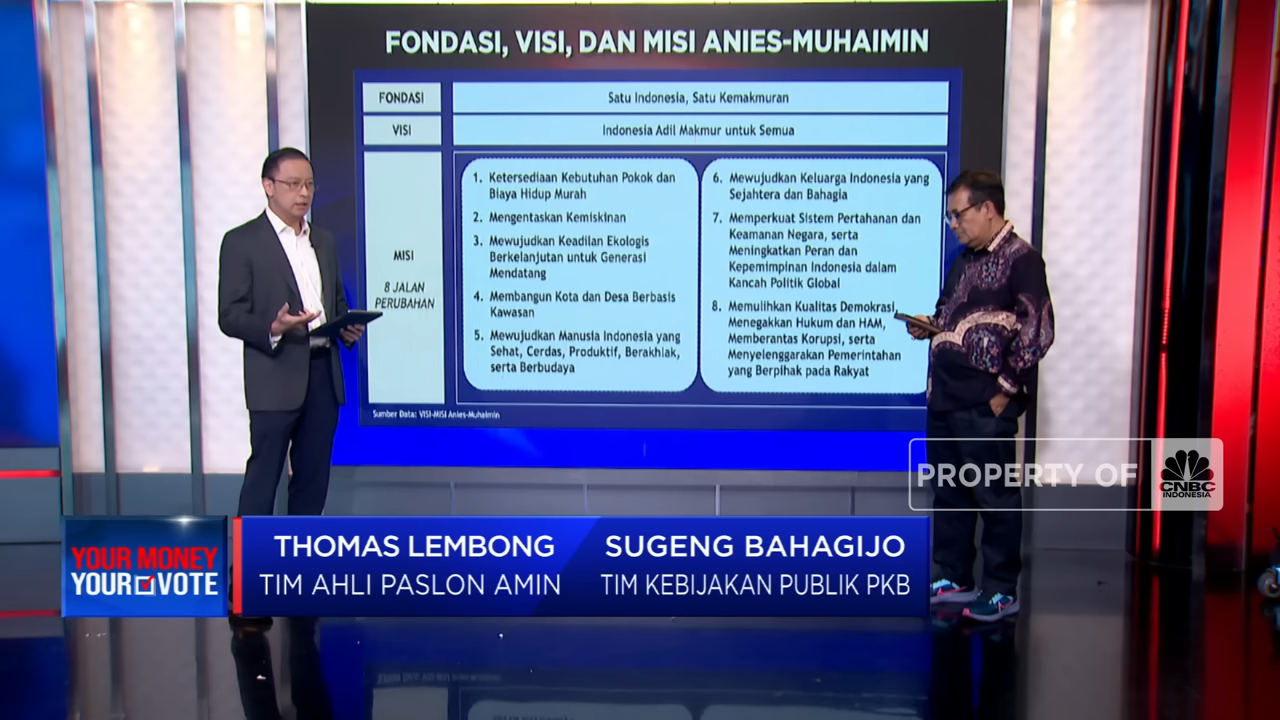 FONDASI, VISI, DAN MISI ANIES-MUHAIMIN
FONDASI
Satu Indonesia, Satu Kemakmuran
VISI
Indonesia Adil Makmur untuk Semua
MISI
8 JALAN
PERUBAHAN
1. Ketersediaan Kebutuhan Pokok dan
Biaya Hidup Murah
2. Mengentaskan Kemiskinan
3. Mewujudkan Keadilan Ekologis
Berkelanjutan untuk Generasi
Mendatang
4. Membangun Kota dan Desa Berbasis
Kawasan
5. Mewujudkan Manusia Indonesia yang
Sehat, Cerdas, Produktif, Berakhlak,
serta Berbudaya
6. Mewujudkan Keluarga Indonesia yang
Sejahtera dan Bahagia
7. Memperkuat Sistem Pertahanan dan
Keamanan Negara, serta
Meningkatkan Peran dan
Kepemimpinan Indonesia dalam
Kancah Politik Global
8. Memulihkan Kualitas Demokrasi,
Menegakkan Hukum dan HAM,
Memberantas Korupsi, serta
Menyelenggarakan Pemerintahan
yang Berpihak pada Rakyat
Sumber Data: VISI-MISI Anies-Muhaimin
PROPERTY OF
CNBC
INDONESIA
YOUR MONEY
YOUR VOTE
THOMAS LEMBONG
TIM AHLI PASLON AMIN
SUGENG BAHAGIJO
TIM KEBIJAKAN PUBLIK PKB